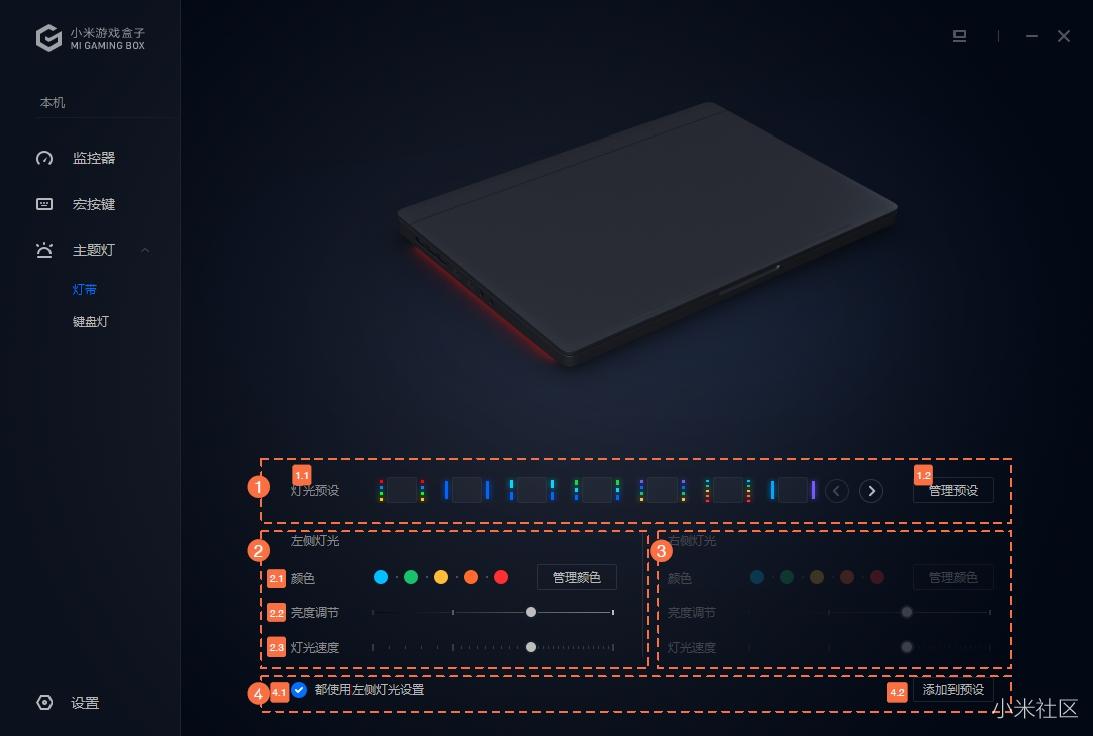 小米游戏盒子
MI GAMING BOX
本机
监控器
宏按键
主题灯
灯带
键盘灯
设置
1
1.1
灯光预设
1.2
管理预设
2
左侧灯光
2.1
颜色
管理颜色
2.2
亮度调节
2.3
灯光速度
3
右侧灯光
颜色
管理颜色
亮度调节
灯光速度
4
4.1
都使用左侧灯光设置
4.2
添加到预设
小米社区